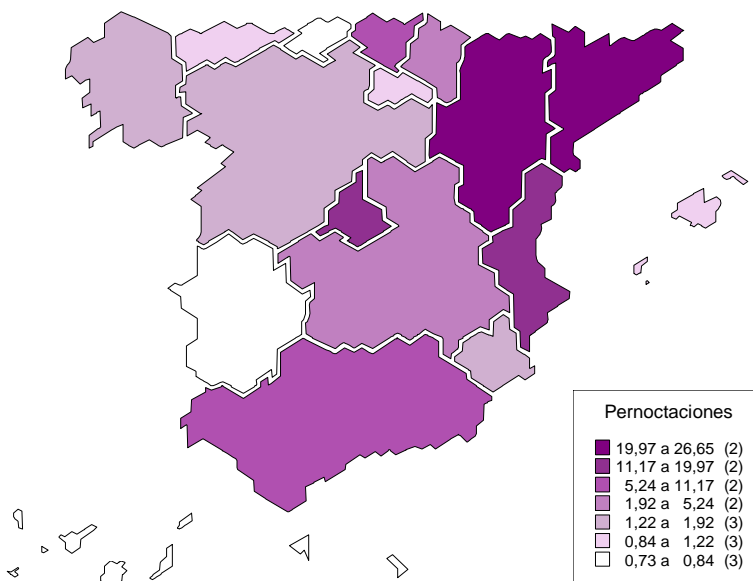 Pernoctaciones
19,97 a 26,65 (2)
11,17 a 19,97 (2)
5,24 a 11,17 (2)
1,92 a 5,24 (2)
1,22 a 1,92 (3)
0,84 a 1,22 (3)
0,73 a 0,84 (3)